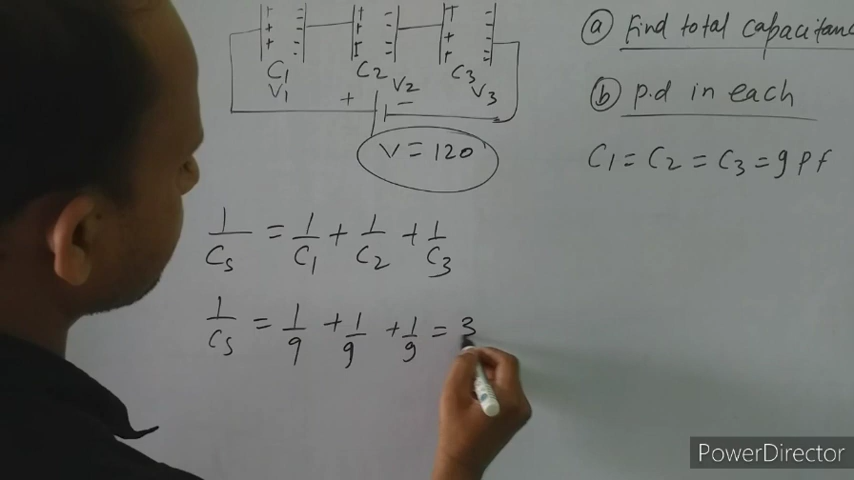 + - + - + -
+ - + - + -
+ - + - + -
C1 C2 C3
V1 V2 V3
+ -
V = 120
ⓐ Find total capacitanc
ⓑ p.d in each
C1 = C2 = C3 = 9 pf
1/Cs = 1/C1 + 1/C2 + 1/C3
1/Cs = 1/9 + 1/9 + 1/9 = 3
PowerDirector